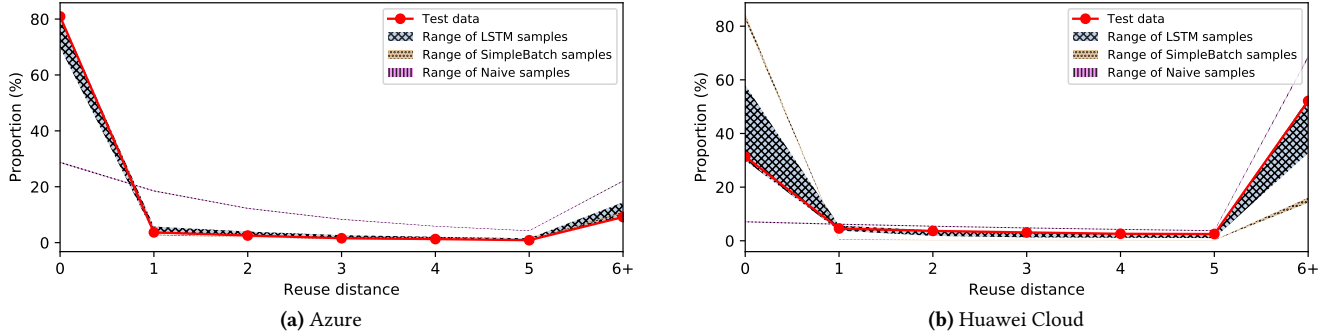 80
60
40
20
0
Proportion (%)
Test data
Range of LSTM samples
Range of SimpleBatch samples
Range of Naive samples
0 1 2 3 4 5 6+
Reuse distance
(a) Azure
80
60
40
20
0
Proportion (%)
Test data
Range of LSTM samples
Range of SimpleBatch samples
Range of Naive samples
0 1 2 3 4 5 6+
Reuse distance
(b) Huawei Cloud